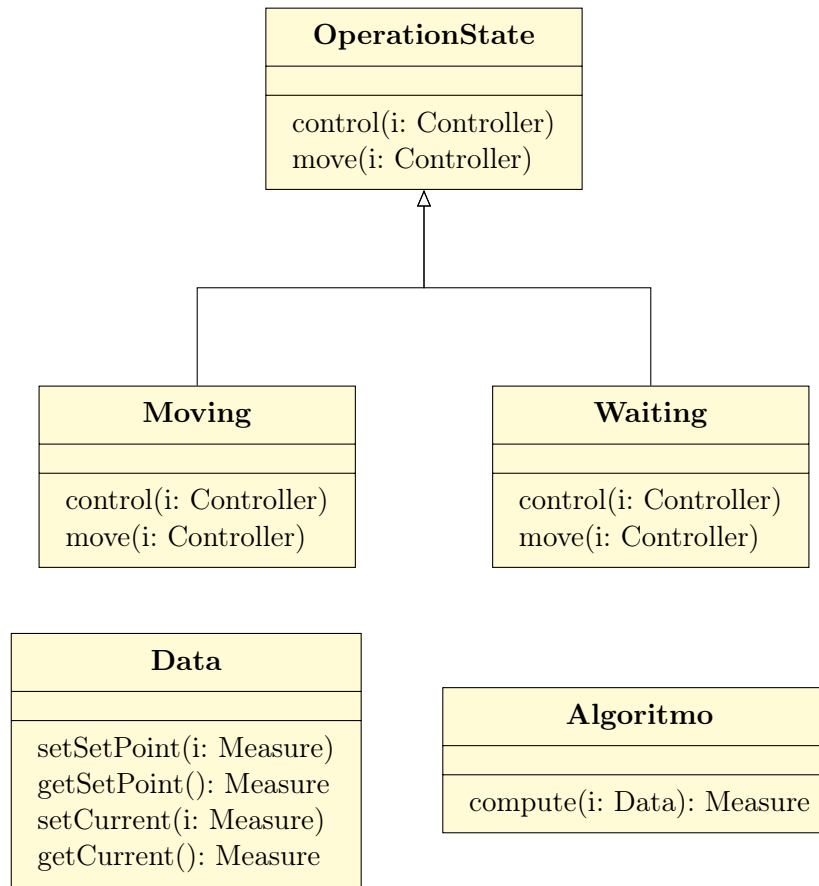 OperationState
control(i: Controller)
move(i: Controller)
Moving
control(i: Controller)
move(i: Controller)
Waiting
control(i: Controller)
move(i: Controller)
Data
setSetPoint(i: Measure)
getSetPoint(): Measure
setCurrent(i: Measure)
getCurrent(): Measure
Algoritmo
compute(i: Data): Measure